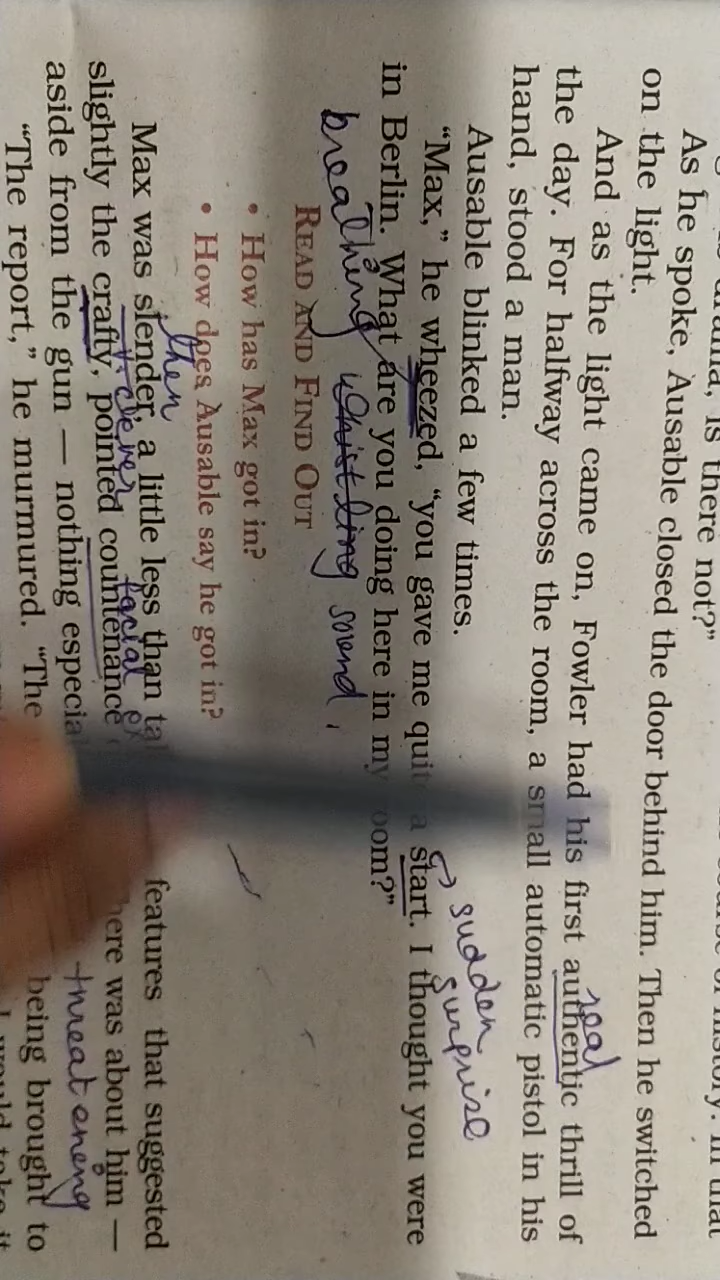 is there not?"
As he spoke, Ausable closed the door behind him. Then he switched
on the light.
And as the light came on, Fowler had his first authentic thrill of
real
the day. For halfway across the room, a small automatic pistol in his
hand, stood a man.
Ausable blinked a few times.
sudden
surprise
"Max," he wheezed, "you gave me quit a start. I thought you were
in Berlin. What are you doing here in my oom?"
breathing whistling sound
READ AND FIND OUT
• How has Max got in?
• How does Ausable say he got in?
then
Max was slender, a little less than features that suggested
clever facial
slightly the crafty, pointed countenance here was about him —
aside from the gun — nothing
threateneng
"The report," he murmured. "The being brought to